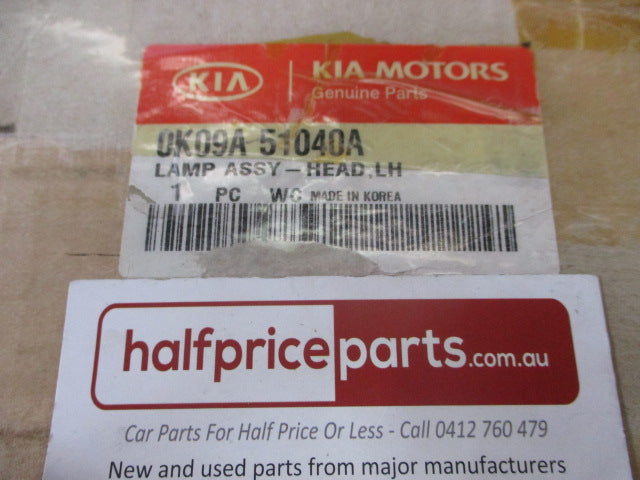 KIA
KIA MOTORS
Genuine Parts
0K09A 51040A
LAMP ASSY-HEAD,LH
1 PC WC MADE IN KOREA
halfpriceparts.com.au
Car Parts For Half Price Or Less - Call 0412 760 479
New and used parts from major manufacturers